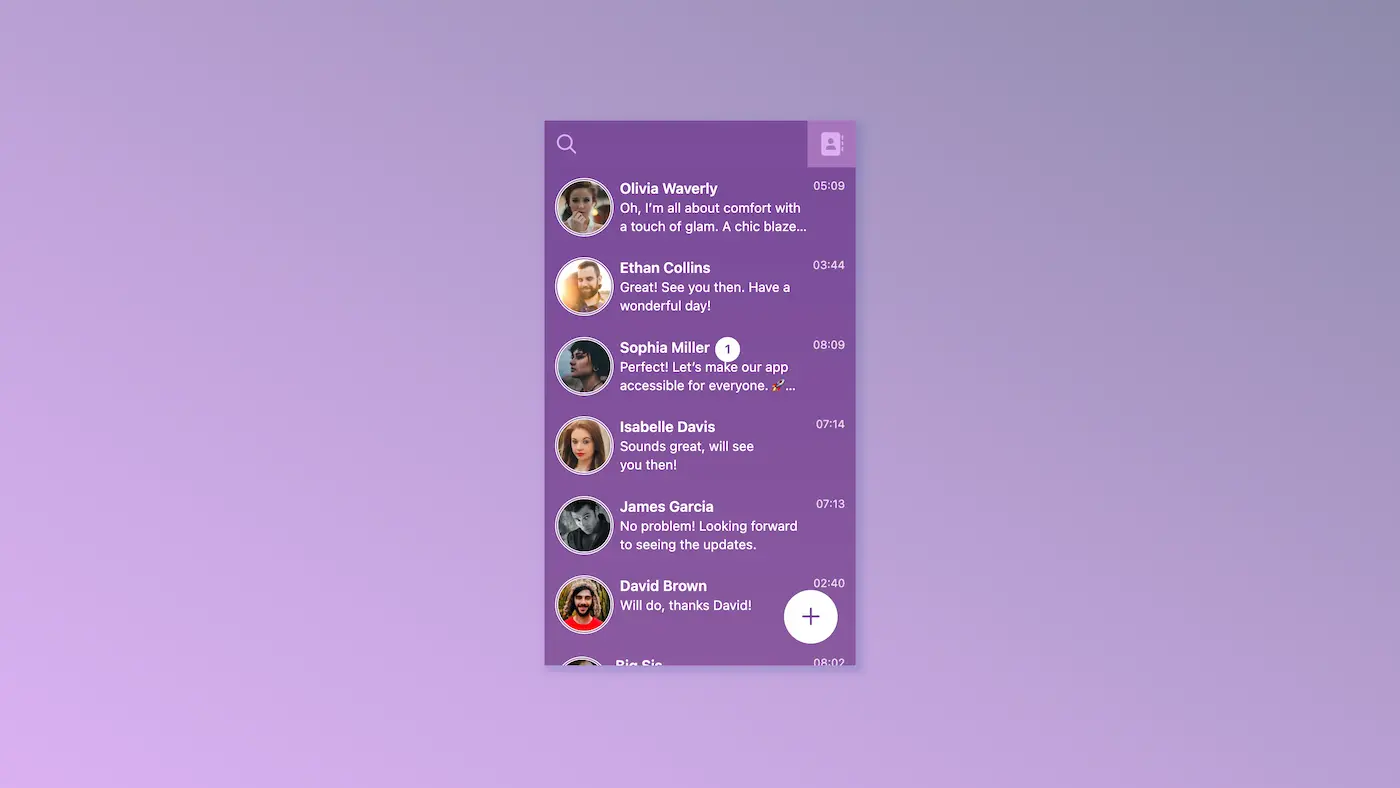 Olivia Waverly
05:09
Oh, I’m all about comfort with
a touch of glam. A chic blaze...
Ethan Collins
03:44
Great! See you then. Have a
wonderful day!
Sophia Miller
1
08:09
Perfect! Let’s make our app
accessible for everyone. 🚀...
Isabelle Davis
07:14
Sounds great, will see
you then!
James Garcia
07:13
No problem! Looking forward
to seeing the updates.
David Brown
02:40
Will do, thanks David!
+
Big Sis
08:02